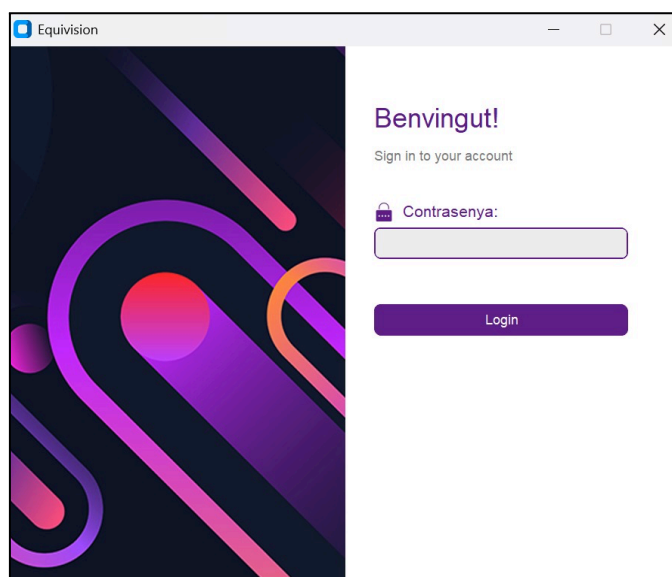 Equivision
Benvingut!
Sign in to your account
Contrasenya:
Login